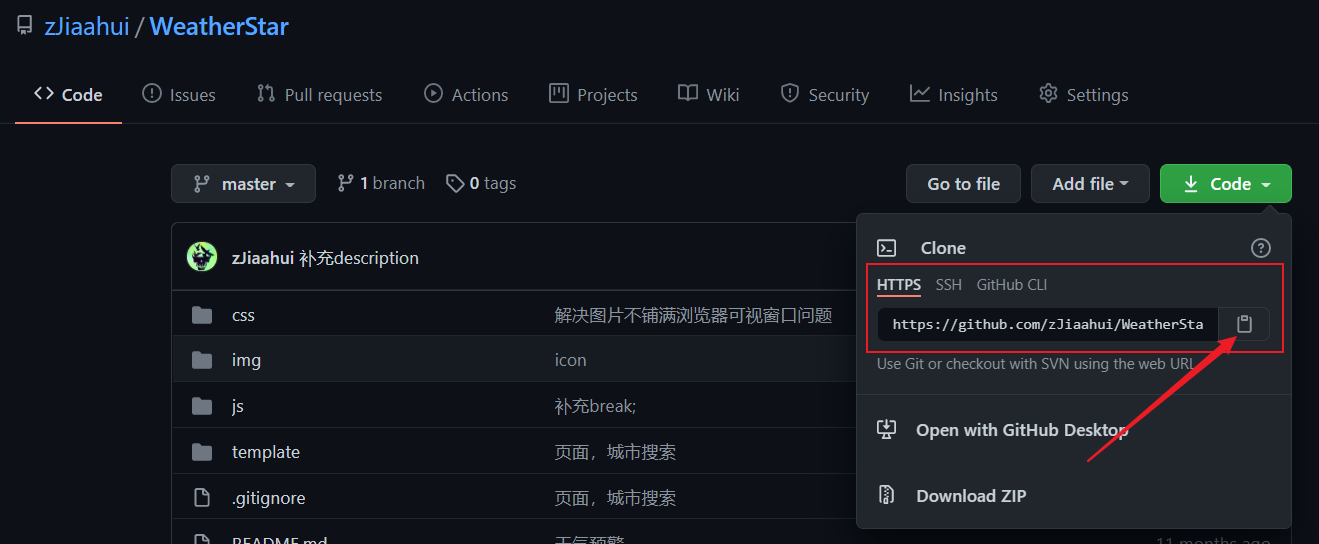 zJiaahui / WeatherStar
Code Issues Pull requests Actions Projects Wiki Security Insights Settings
master 1 branch 0 tags Go to file Add file Code
zJiaahui 补充description
Clone
HTTPS SSH GitHub CLI
https://github.com/zJiaahui/WeatherSta
Use Git or checkout with SVN using the web URL.
Open with GitHub Desktop
Download ZIP
css 解决图片不铺满浏览器可视窗口问题
img icon
js 补充break;
template 页面，城市搜索
.gitignore 页面，城市搜索
README.md 天气预警 11 months ago